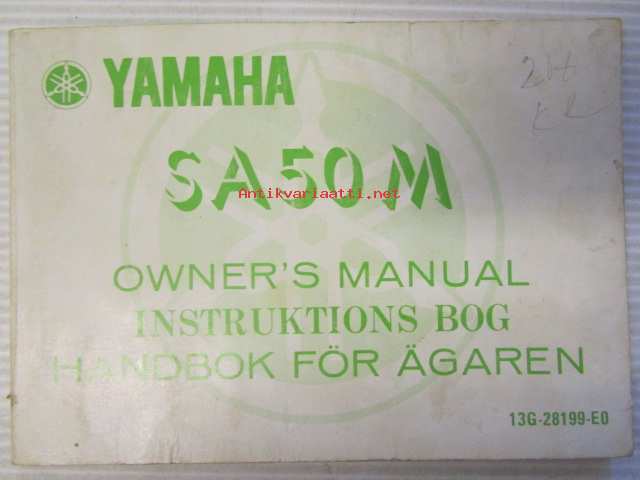 YAMAHA
SA50M
Antikvariaatti.net
OWNER'S MANUAL
INSTRUKTIONS BOG
HANDBOK FÖR ÄGAREN
13G-28199-E0